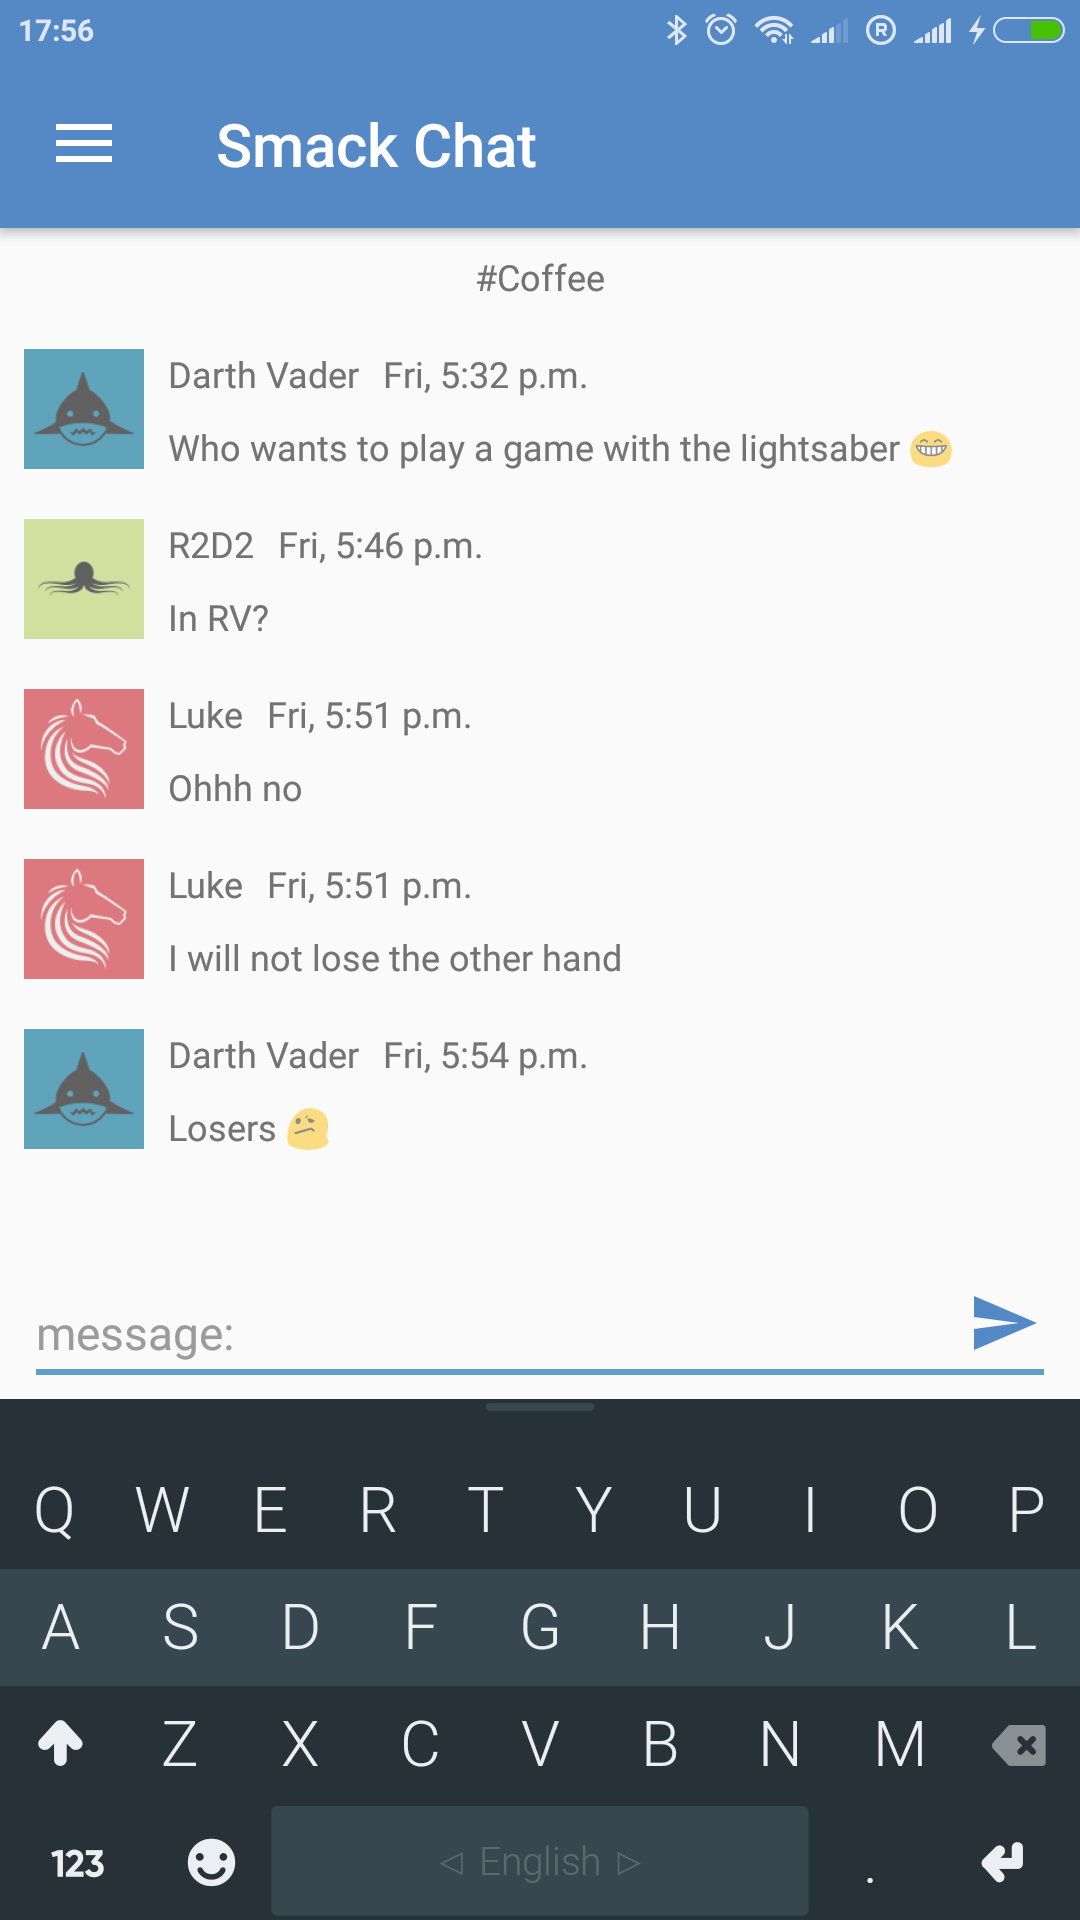 17:56
Smack Chat
#Coffee
Darth Vader Fri, 5:32 p.m.
Who wants to play a game with the lightsaber 😁
R2D2 Fri, 5:46 p.m.
In RV?
Luke Fri, 5:51 p.m.
Ohhh no
Luke Fri, 5:51 p.m.
I will not lose the other hand
Darth Vader Fri, 5:54 p.m.
Losers 😕
message:
Q W E R T Y U I O P
A S D F G H J K L
Z X C V B N M
123 English .